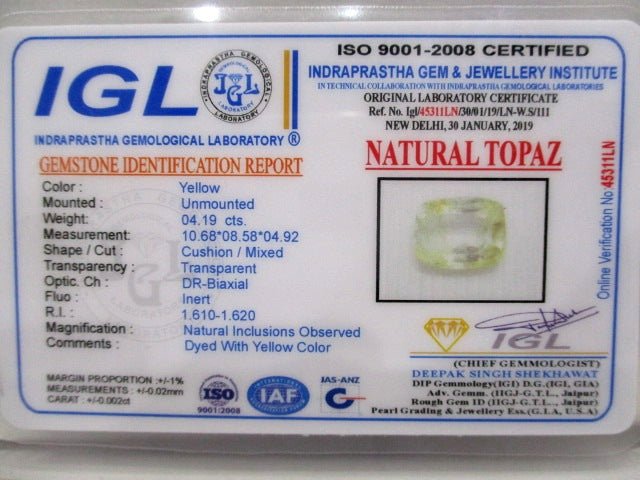 IGL
INDRAPRASTHA GEMOLOGICAL LABORATORY
JGL
INDRAPRASTHA GEMOLOGICAL LABORATORY ®
GEMSTONE IDENTIFICATION REPORT
Color : Yellow
Mounted : Unmounted
Weight: 04.19 cts.
Measurement: 10.68*08.58*04.92
Shape / Cut : Cushion / Mixed
Transparency : Transparent
Optic. Ch : DR-Biaxial
Fluo : Inert
R.I. : 1.610-1.620
Magnification : Natural Inclusions Observed
Comments : Dyed With Yellow Color
MARGIN PROPORTION :+/-1%
MEASUREMENTS : +/-0.02mm
CARAT : +/-0.002ct
ISO
9001:2008
IAF
JAS-ANZ
ISO 9001-2008 CERTIFIED
INDRAPRASTHA GEM & JEWELLERY INSTITUTE
IN TECHNICAL COLLABORATION WITH INDRAPRASTHA GEMOLOGICAL LABORATORIES
ORIGINAL LABORATORY CERTIFICATE
Ref. No. Igl/45311LN/30/01/19/LN-W.S/111
NEW DELHI, 30 JANUARY, 2019
NATURAL TOPAZ
Online Verification No:45311LN
IGL
(CHIEF GEMMOLOGIST)
DEEPAK SINGH SHEKHAWAT
DIP Gemmology(IGI) D.G.(IGI, GIA)
Adv. Gemm. (IIGJ-G.T.L., Jaipur)
Rough Gem ID (IIGJ-G.T.L., Jaipur)
Pearl Grading & Jewellery Ess.(G.I.A, U.S.A)